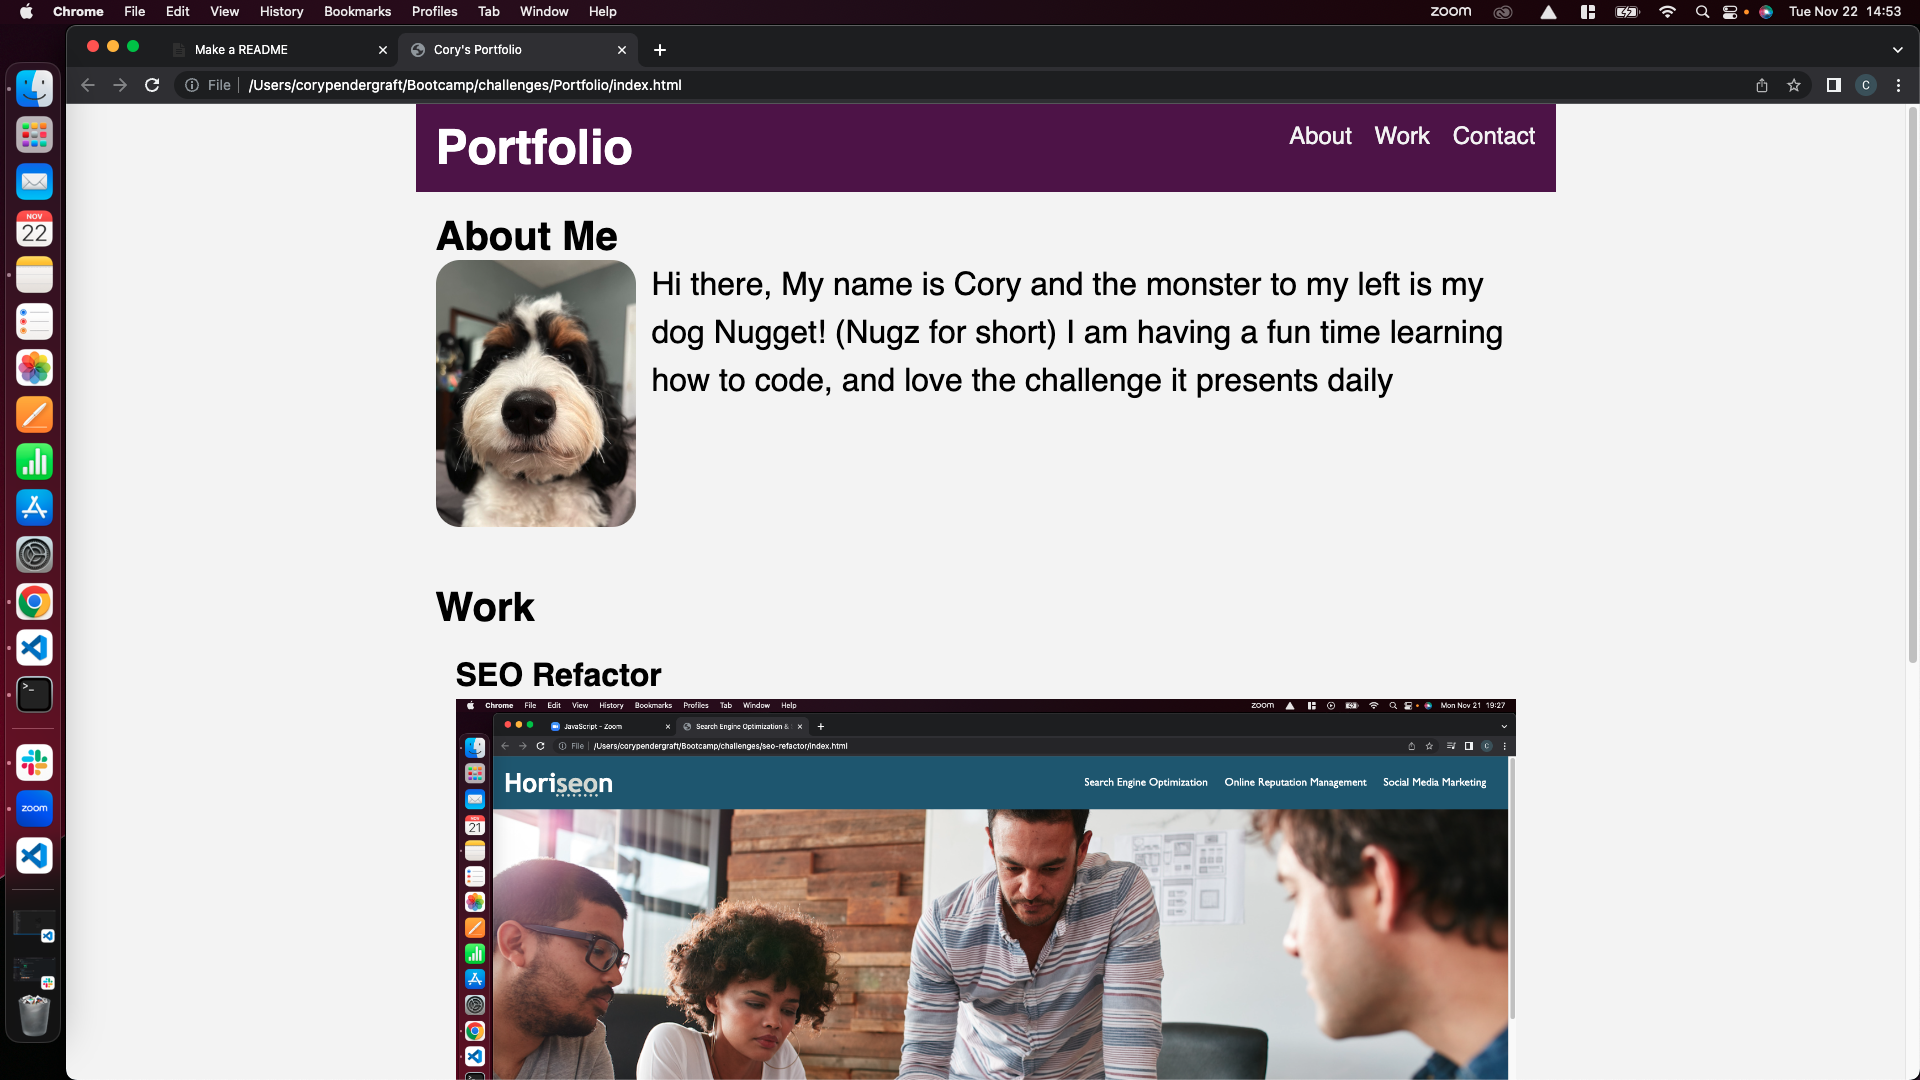 Chrome File Edit View History Bookmarks Profiles Tab Window Help zoom Tue Nov 22 14:53
Make a README Cory's Portfolio
File /Users/corypendergraft/Bootcamp/challenges/Portfolio/index.html C
Portfolio About Work Contact
NOV
22
About Me
Hi there, My name is Cory and the monster to my left is my
dog Nugget! (Nugz for short) I am having a fun time learning
how to code, and love the challenge it presents daily
Work
SEO Refactor
Chrome File Edit View History Bookmarks Profiles Tab Window Help zoom Mon Nov 21 19:27
JavaScript - Zoom Search Engine Optimization &
File /Users/corypendergraft/Bootcamp/challenges/seo-refactor/index.html C
Horiseon Search Engine Optimization Online Reputation Management Social Media Marketing
21
zoom